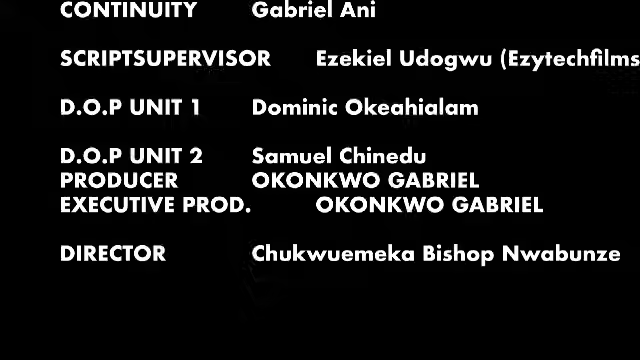 CONTINUITY Gabriel Ani
SCRIPTSUPERVISOR Ezekiel Udogwu (Ezytechfilms
D.O.P UNIT 1 Dominic Okeahialam
D.O.P UNIT 2 Samuel Chinedu
PRODUCER OKONKWO GABRIEL
EXECUTIVE PROD. OKONKWO GABRIEL
DIRECTOR Chukwuemeka Bishop Nwabunze